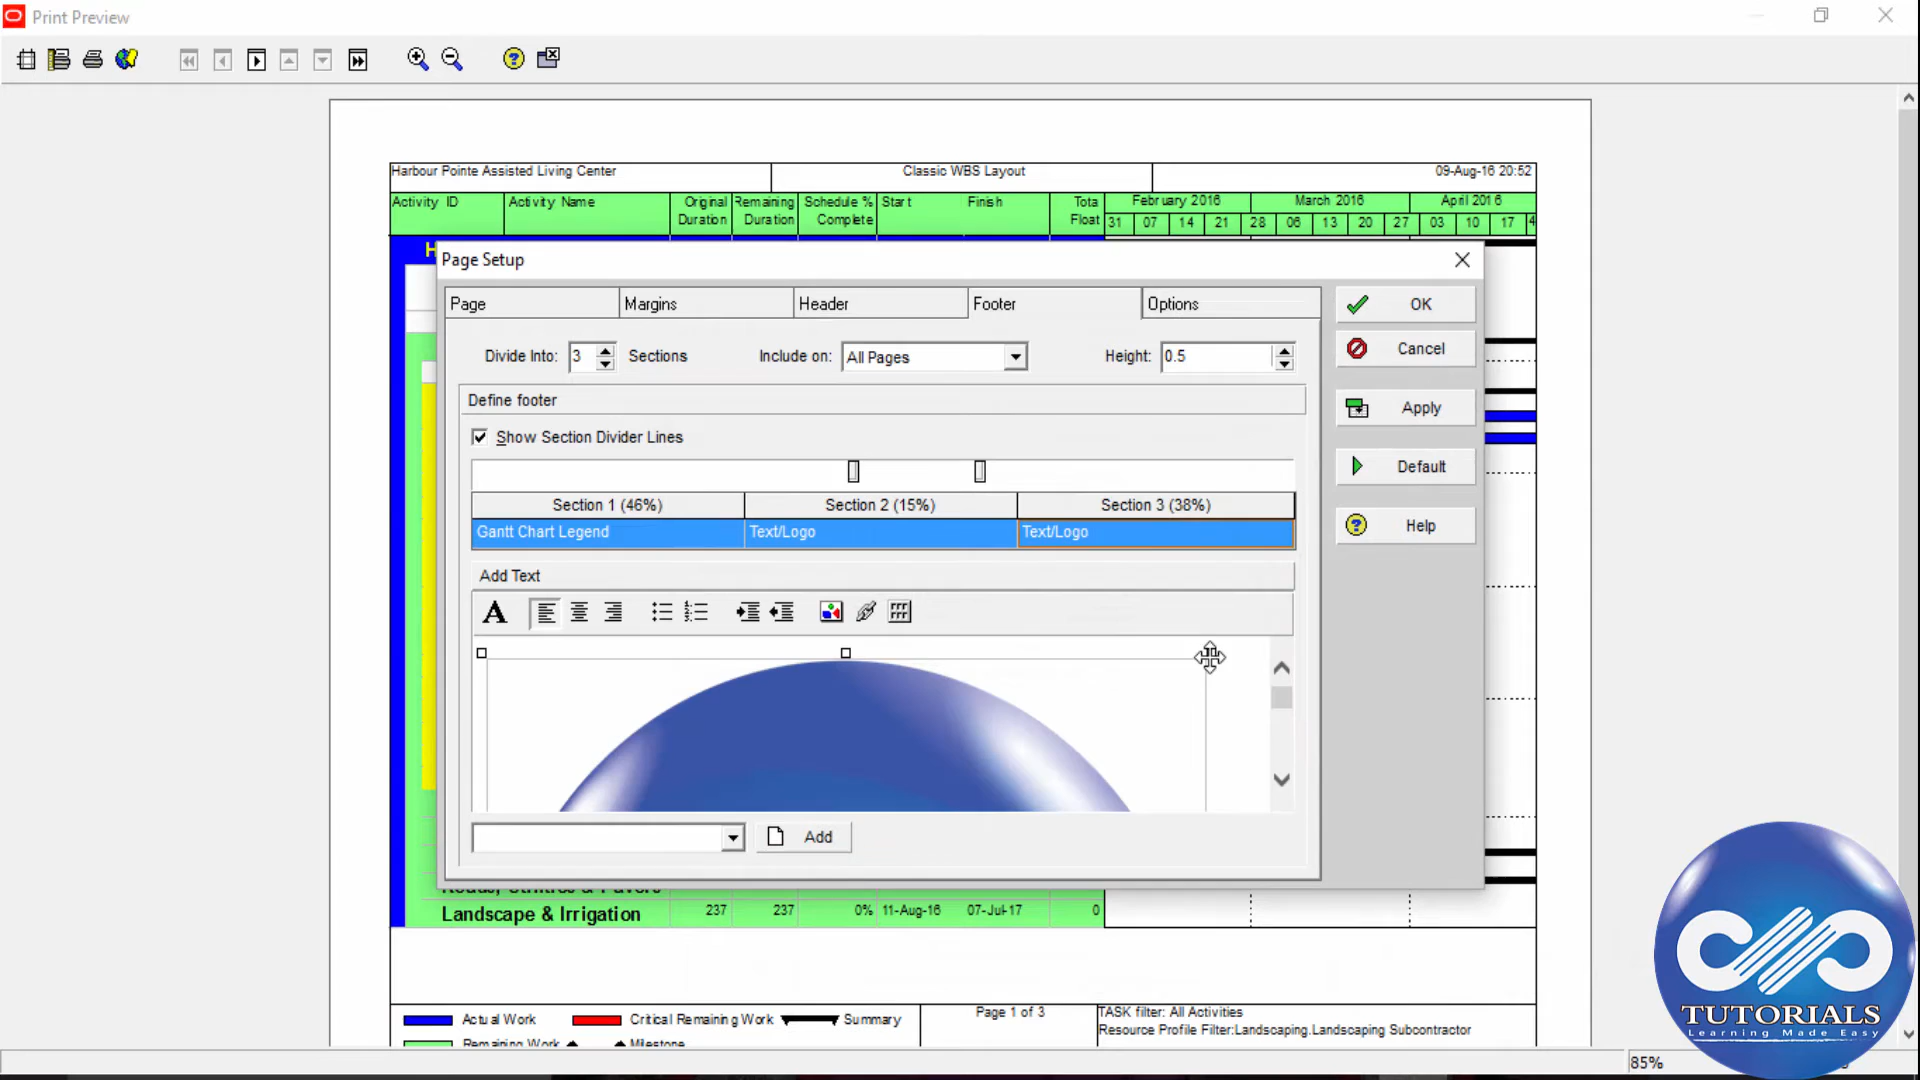 Print Preview
Harbour Pointe Assisted Living Center
Classic WBS Layout
09-Aug-16 20:52
Activity ID
Activity Name
Original Duration
Remaining Duration
Schedule % Complete
Start
Finish
Tota Float
February 2016
March 2016
April 2016
31 07 14 21 28 06 13 20 27 03 10 17
Page Setup
Page
Margins
Header
Footer
Options
OK
Divide Into: 3 Sections
Include on: All Pages
Height: 0.5
Cancel
Define footer
Apply
Show Section Divider Lines
Default
Section 1 (46%)
Section 2 (15%)
Section 3 (38%)
Gantt Chart Legend
Text/Logo
Text/Logo
Help
Add Text
Add
Landscape & Irrigation 237 237 0% 11-Aug-16 07-Jul-17 0
Actual Work
Critical Remaining Work
Summary
Page 1 of 3
TASK filter: All Activities
Resource Profile Filter:Landscaping.Landscaping Subcontractor
Remaining Work
Milestone
TUTORIALS
Learning Made Easy
85%